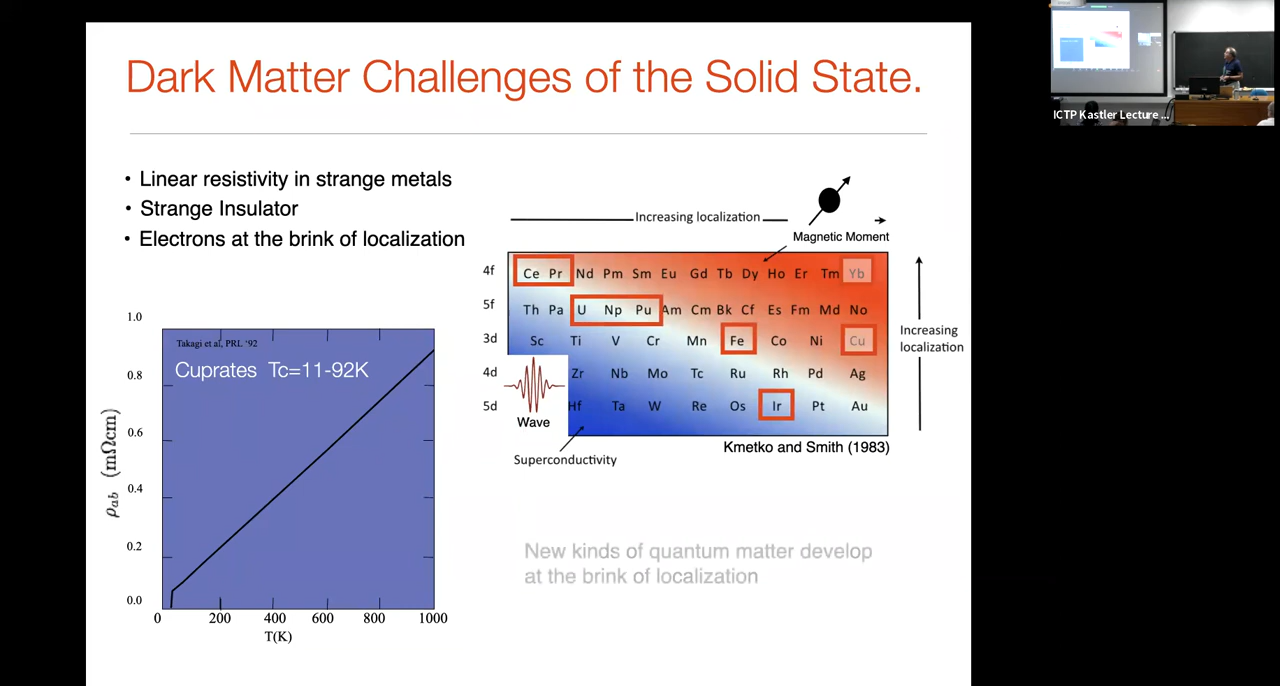 Dark Matter Challenges of the Solid State.
• Linear resistivity in strange metals
• Strange Insulator
• Electrons at the brink of localization
Increasing localization
Magnetic Moment
4f Ce Pr Nd Pm Sm Eu Gd Tb Dy Ho Er Tm Yb
5f Th Pa U Np Pu Am Cm Bk Cf Es Fm Md No
3d Sc Ti V Cr Mn Fe Co Ni Cu
4d Zr Nb Mo Tc Ru Rh Pd Ag
5d Hf Ta W Re Os Ir Pt Au
Increasing
localization
Wave
Superconductivity
Kmetko and Smith (1983)
Takagi et al, PRL '92
Cuprates Tc=11-92K
1.0
0.8
0.6
0.4
0.2
0.0
ρab (mΩcm)
0 200 400 600 800 1000
T(K)
New kinds of quantum matter develop
at the brink of localization
ICTP Kastler Lecture ...